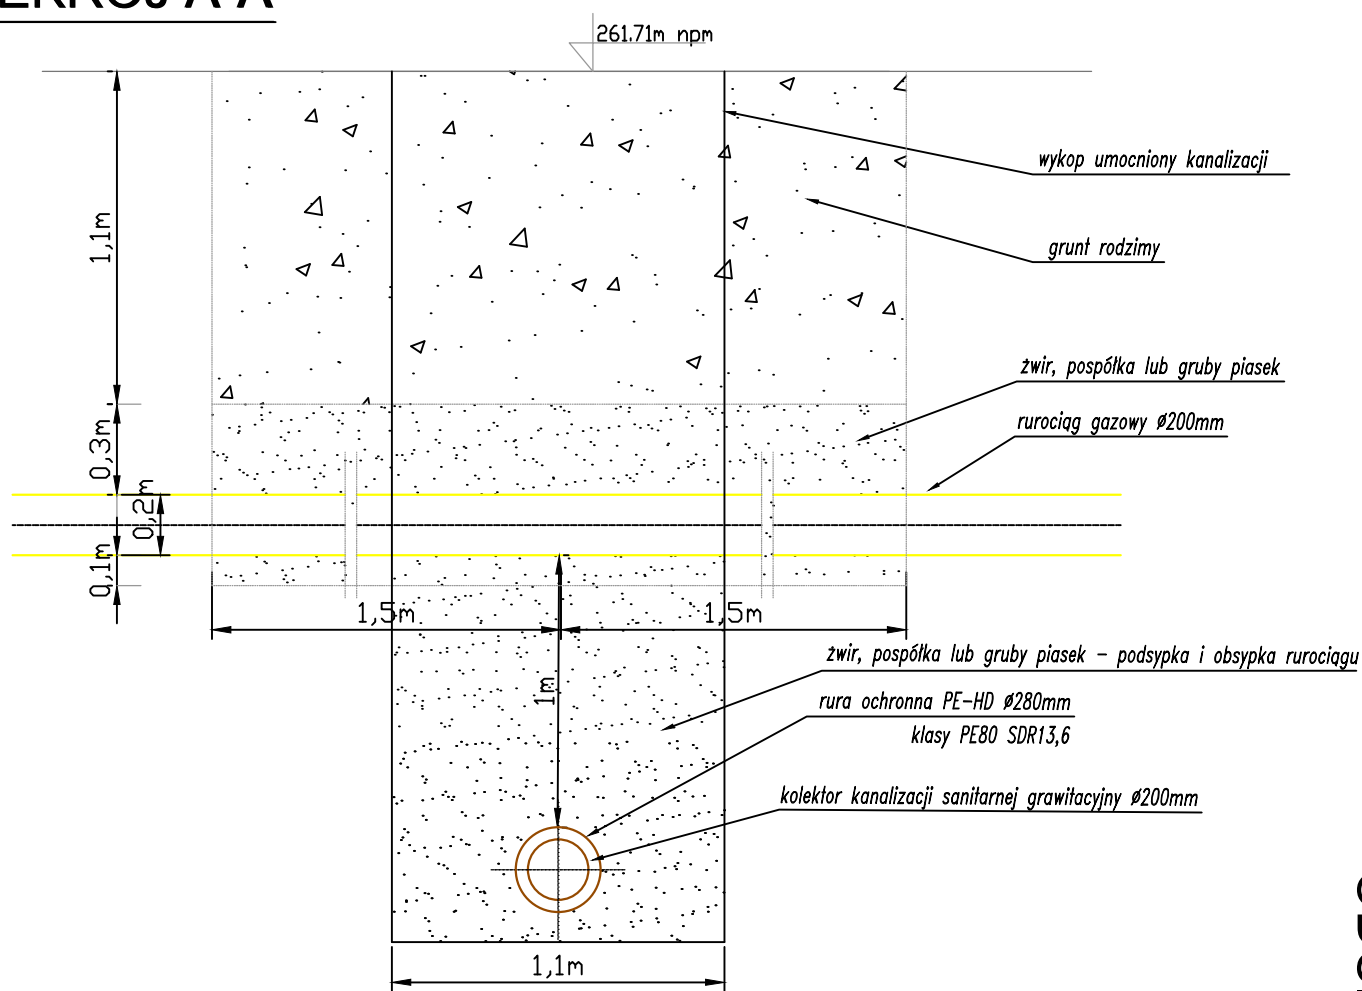 261.71m npm
wykop umocniony kanalizacji
1,1m
grunt rodzimy
żwir, pospółka lub gruby piasek
rurociąg gazowy Ø200mm
0,3m
0,2m
0,1m
1,5m
1,5m
żwir, pospółka lub gruby piasek - podsypka i obsypka rurociągu
1m
rura ochronna PE-HD Ø280mm
klasy PE80 SDR13,6
kolektor kanalizacji sanitarnej grawitacyjny Ø200mm
1,1m